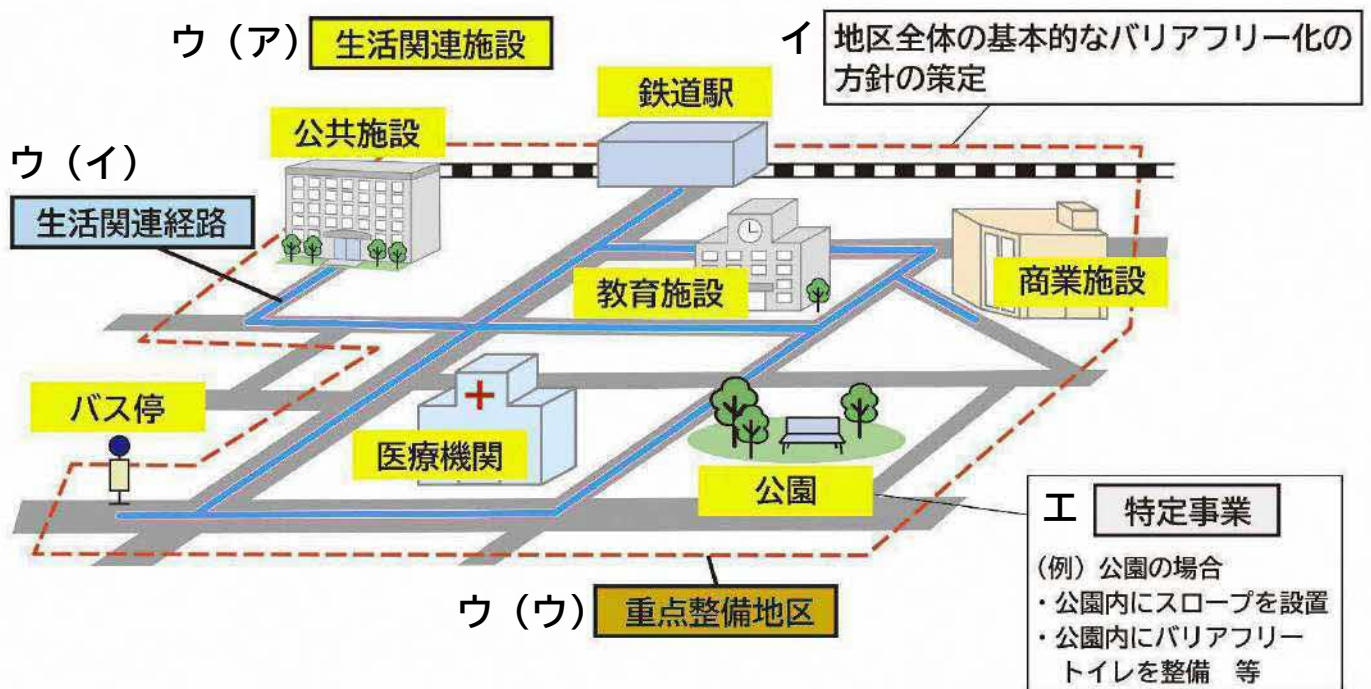 ウ（ア） 生活関連施設
イ 地区全体の基本的なバリアフリー化の
方針の策定
鉄道駅
公共施設
ウ（イ）
生活関連経路
教育施設
商業施設
バス停
医療機関
公園
エ 特定事業
（例）公園の場合
・公園内にスロープを設置
・公園内にバリアフリー
トイレを整備　等
ウ（ウ） 重点整備地区